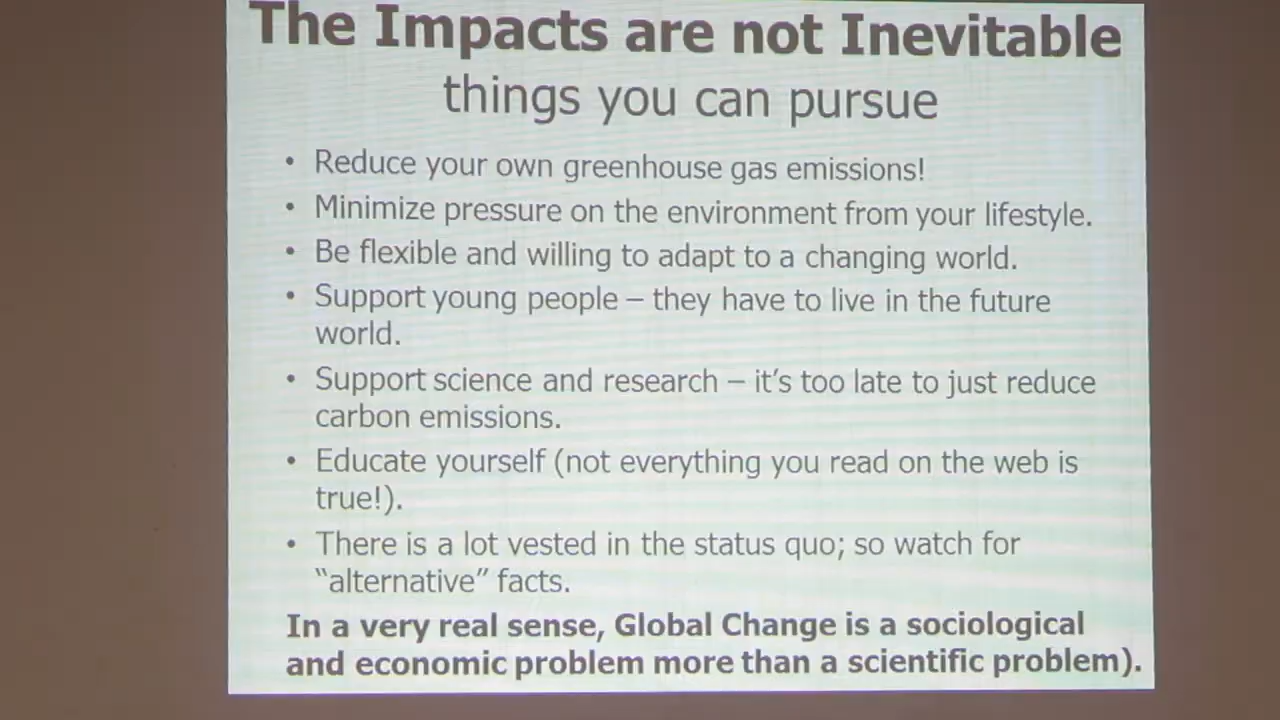 The Impacts are not Inevitable
things you can pursue
• Reduce your own greenhouse gas emissions!
• Minimize pressure on the environment from your lifestyle.
• Be flexible and willing to adapt to a changing world.
• Support young people – they have to live in the future
world.
• Support science and research – it’s too late to just reduce
carbon emissions.
• Educate yourself (not everything you read on the web is
true!).
• There is a lot vested in the status quo; so watch for
“alternative” facts.
In a very real sense, Global Change is a sociological
and economic problem more than a scientific problem).